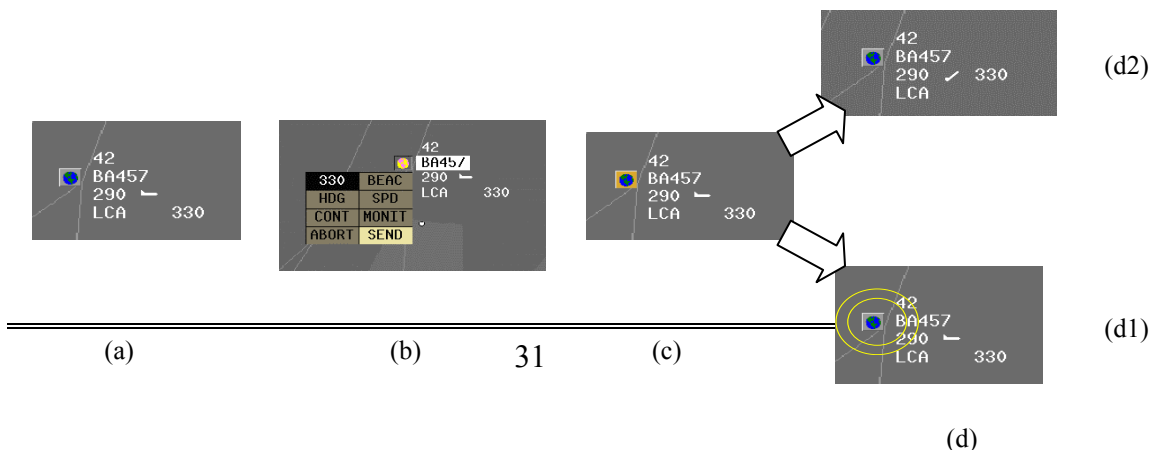 42
BA457
290 330
LCA
(d2)
42
BA457
290
LCA 330
42
BA457
290
LCA 330
330 BEAC
HDG SPD
CONT MONIT
ABORT SEND
42
BA457
290
LCA 330
42
BA457
290
LCA 330
(d1)
(a) (b) 31 (c)
(d)